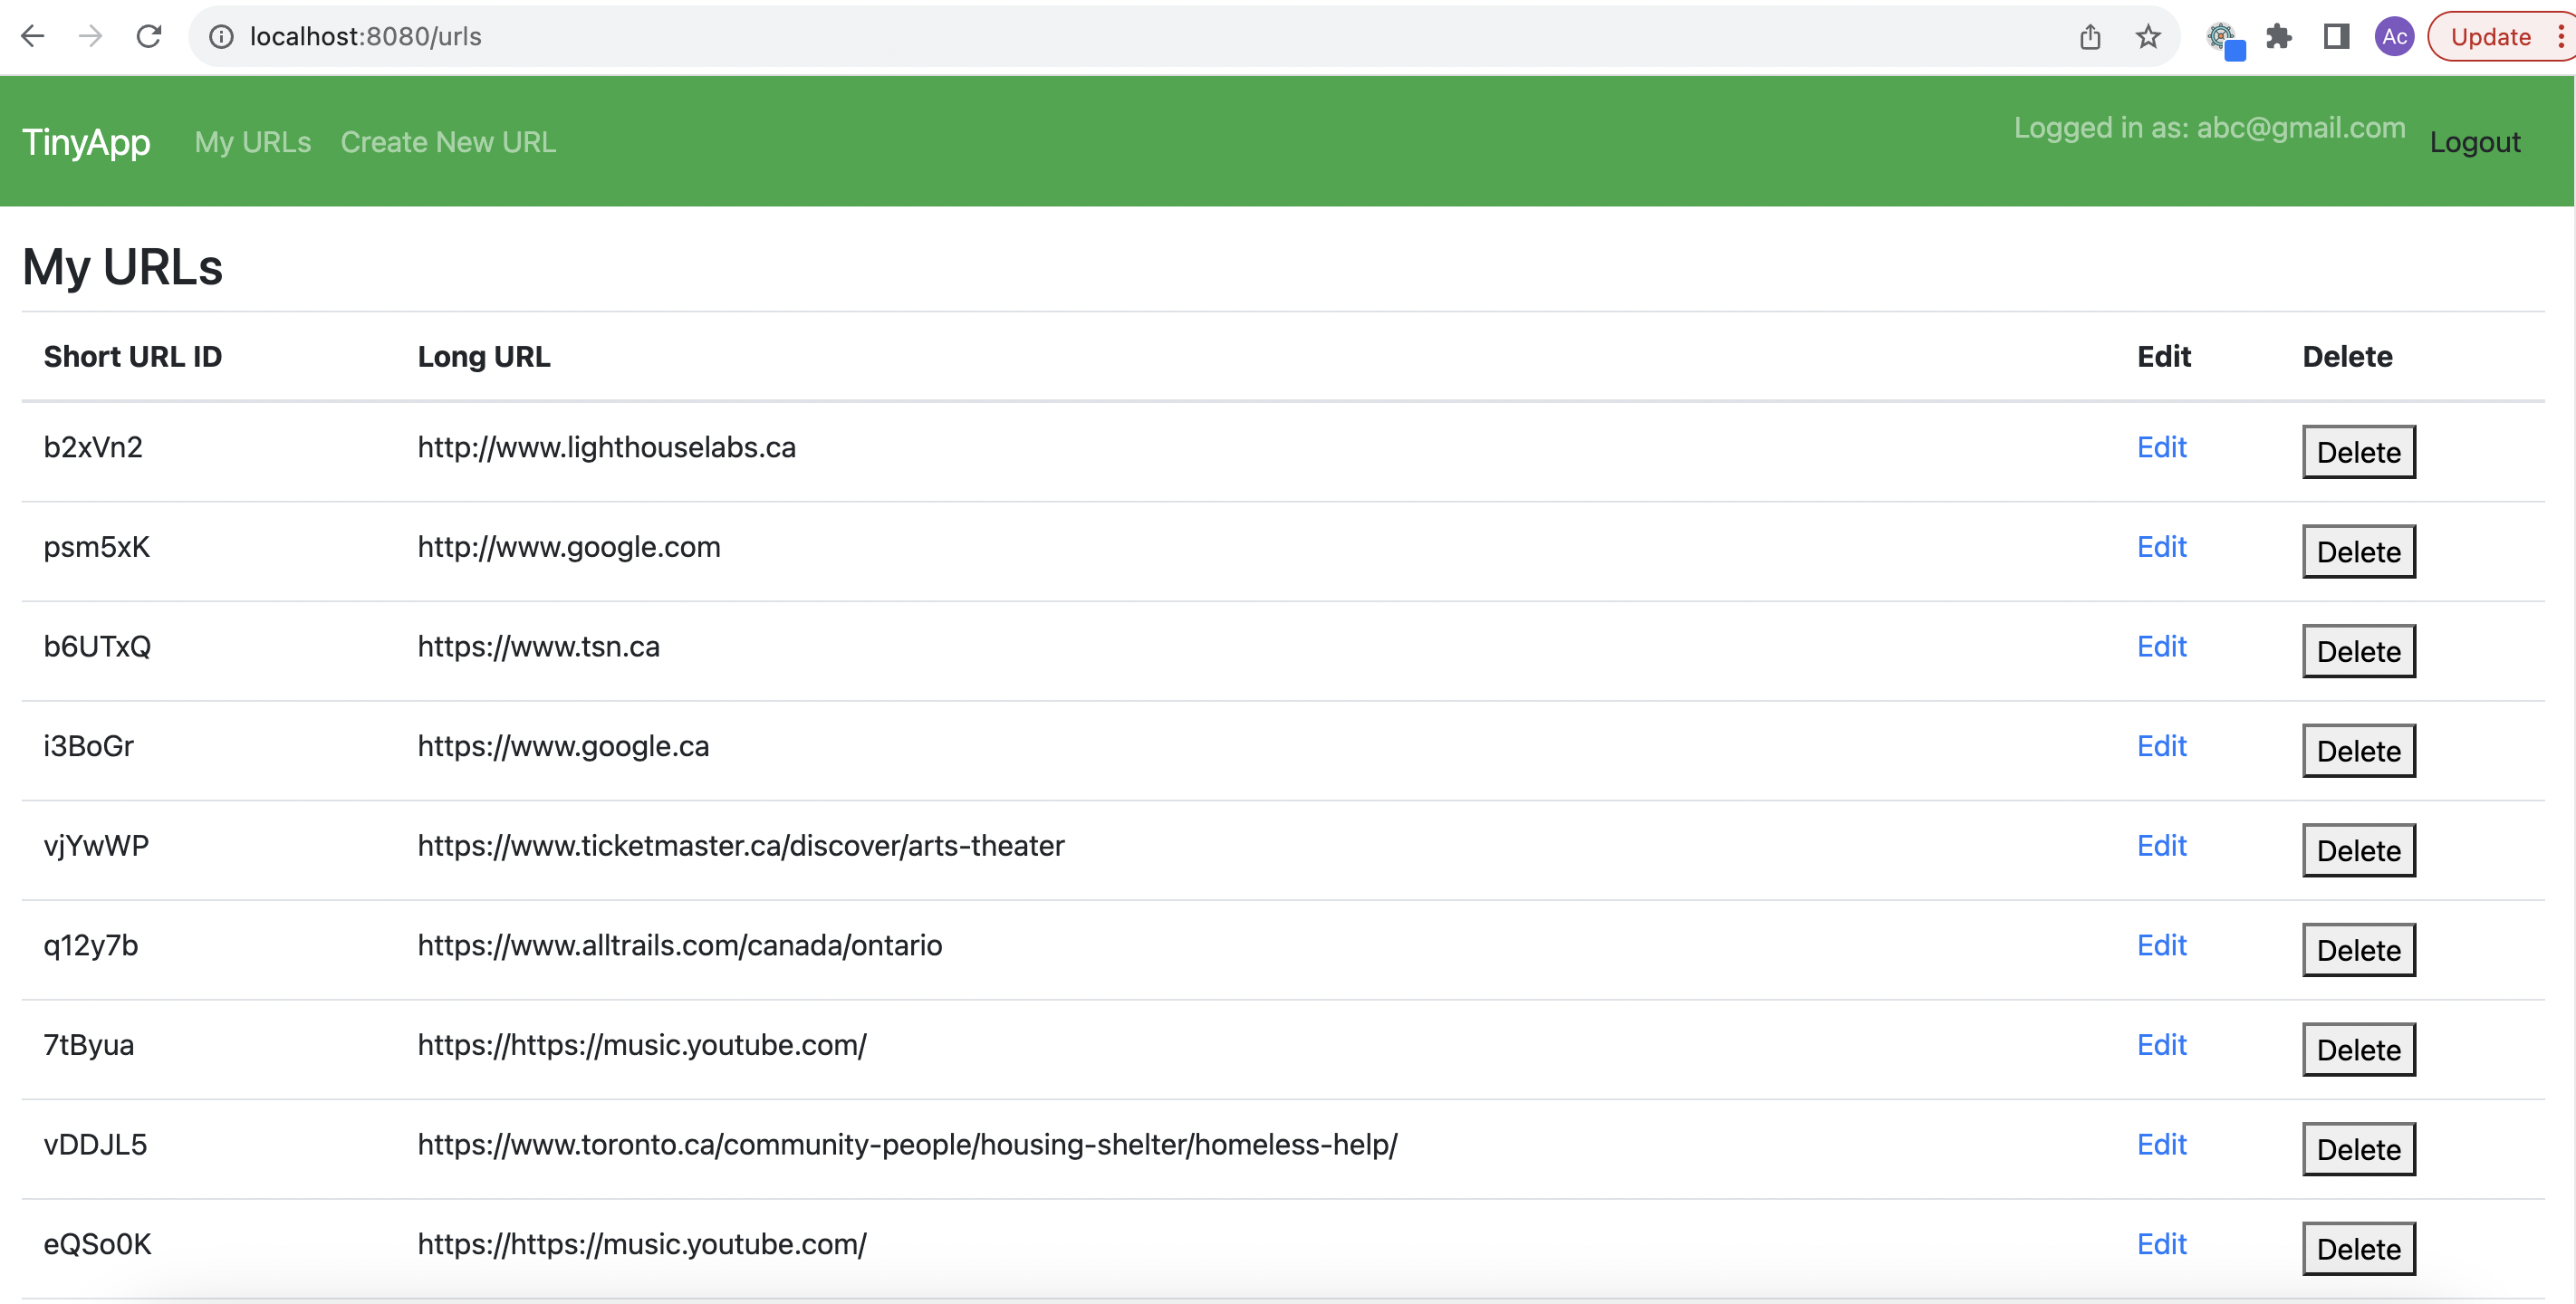 localhost:8080/urls Ac Update
TinyApp My URLs Create New URL Logged in as: abc@gmail.com Logout
My URLs
Short URL ID Long URL Edit Delete
b2xVn2 http://www.lighthouselabs.ca Edit Delete
psm5xK http://www.google.com Edit Delete
b6UTxQ https://www.tsn.ca Edit Delete
i3BoGr https://www.google.ca Edit Delete
vjYwWP https://www.ticketmaster.ca/discover/arts-theater Edit Delete
q12y7b https://www.alltrails.com/canada/ontario Edit Delete
7tByua https://https://music.youtube.com/ Edit Delete
vDDJL5 https://www.toronto.ca/community-people/housing-shelter/homeless-help/ Edit Delete
eQSo0K https://https://music.youtube.com/ Edit Delete